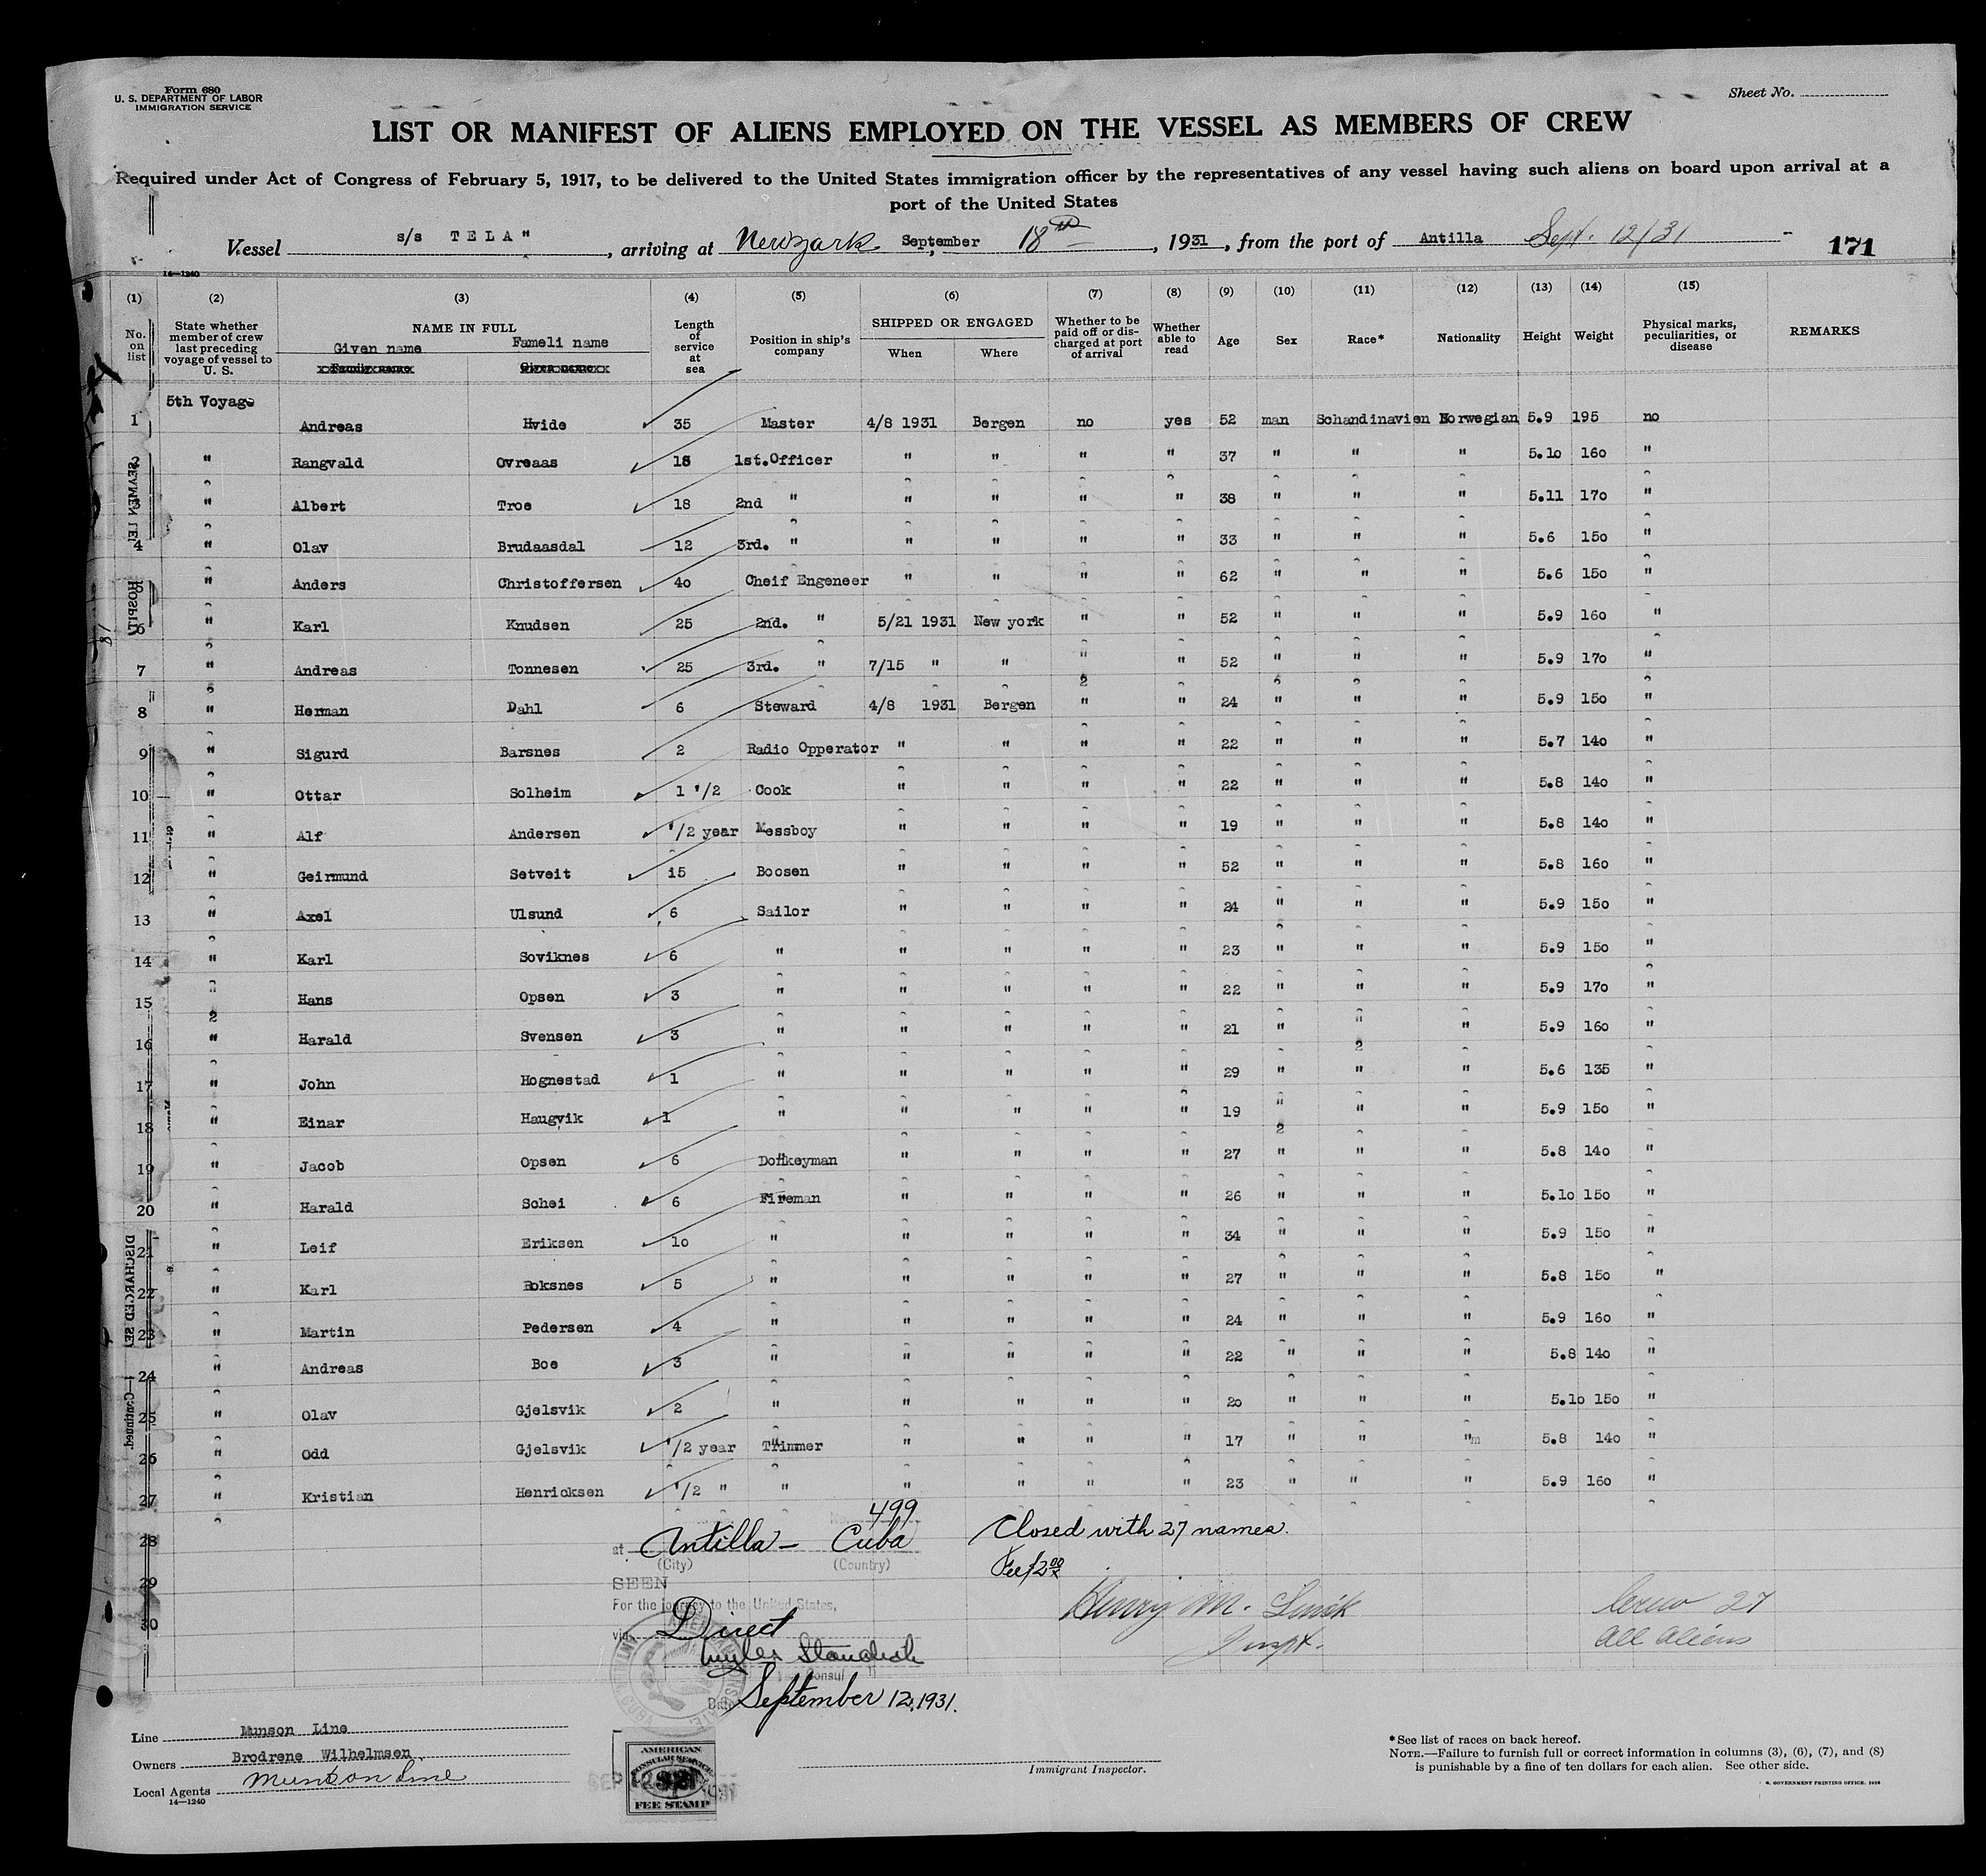 Form 680
U. S. DEPARTMENT OF LABOR
IMMIGRATION SERVICE
Sheet No.
LIST OR MANIFEST OF ALIENS EMPLOYED ON THE VESSEL AS MEMBERS OF CREW
Required under Act of Congress of February 5, 1917, to be delivered to the United States immigration officer by the representatives of any vessel having such aliens on board upon arrival at a
port of the United States
Vessel s/s TELA", arriving at New york September 18th, 1931, from the port of Antilla Sept. 12/31
171
14—1240
(1) (2) (3) (4) (5) (6) (7) (8) (9) (10) (11) (12) (13) (14) (15)
No. on list
State whether member of crew last preceding voyage of vessel to U. S.
NAME IN FULL
Given name Fameli name
Family name Given name
Length of service at sea
Position in ship's company
SHIPPED OR ENGAGED
When Where
Whether to be paid off or discharged at port of arrival
Whether able to read
Age Sex Race* Nationality Height Weight
Physical marks, peculiarities, or disease
REMARKS
5th Voyage
1 Andreas Hvide 35 Master 4/8 1931 Bergen no yes 52 man Schandinavien Norwegian 5.9 195 no
2 " Rangvald Ovreaas 18 1st.Officer " " " " 37 " " " 5.10 160 "
3 " Albert Troe 18 2nd " " " " " 38 " " " 5.11 170 "
4 " Olav Brudaasdal 12 3rd. " " " " " 33 " " " 5.6 150 "
5 " Anders Christoffersen 40 Cheif Engeneer " " " " 62 " " " 5.6 150 "
6 " Karl Knudsen 25 2nd. " 5/21 1931 New york " " 52 " " " 5.9 160 "
7 " Andreas Tonnesen 25 3rd. " 7/15 " " " " 52 " " " 5.9 170 "
8 " Herman Dahl 6 Steward 4/8 1931 Bergen " " 24 " " " 5.9 150 "
9 " Sigurd Barsnes 2 Radio Opperator " " " " 22 " " " 5.7 140 "
10 " Ottar Solheim 1 1/2 Cook " " " " 22 " " " 5.8 140 "
11 " Alf Andersen 1/2 year Messboy " " " " 19 " " " 5.8 140 "
12 " Geirmund Setveit 15 Boosen " " " " 52 " " " 5.8 160 "
13 " Axel Ulsund 6 Sailor " " " " 24 " " " 5.9 150 "
14 " Karl Soviknes 6 " " " " " 23 " " " 5.9 150 "
15 " Hans Opsen 3 " " " " " 22 " " " 5.9 170 "
16 " Harald Svensen 3 " " " " " 21 " " " 5.9 160 "
17 " John Hognestad 1 " " " " " 29 " " " 5.6 135 "
18 " Einar Haugvik 1 " " " " " 19 " " " 5.9 150 "
19 " Jacob Opsen 6 Donkeyman " " " " 27 " " " 5.8 140 "
20 " Harald Schei 6 Fireman " " " " 26 " " " 5.10 150 "
21 " Leif Eriksen 10 " " " " " 34 " " " 5.9 150 "
22 " Karl Roksnes 5 " " " " " 27 " " " 5.8 150 "
23 " Martin Pedersen 4 " " " " " 24 " " " 5.9 160 "
24 " Andreas Boe 3 " " " " " 22 " " " 5.8 140 "
25 " Olav Gjelsvik 2 " " " " " 20 " " " 5.10 150 "
26 " Odd Gjelsvik 1/2 year Trimmer " " " " 17 " " " 5.8 140 "
27 " Kristian Henricksen 1/2 " " " " " " 23 " " " 5.9 160 "
28
29
30
499
at Antilla — Cuba
(City) (Country)
Closed with 27 names.
Fee $2.00
SEEN
For the journey to the United States,
via Direct
Myles Standish
Consul
Date September 12, 1931.
Henry M.
Inspt.
Crew 27
all aliens
Line Munson Line
Owners Brodrene Wilhelmsen.
Local Agents Munson Line
14—1240
AMERICAN
CONSULAR SERVICE
FEE STAMP
Immigrant Inspector.
*See list of races on back hereof.
NOTE.—Failure to furnish full or correct information in columns (3), (6), (7), and (8)
is punishable by a fine of ten dollars for each alien. See other side.